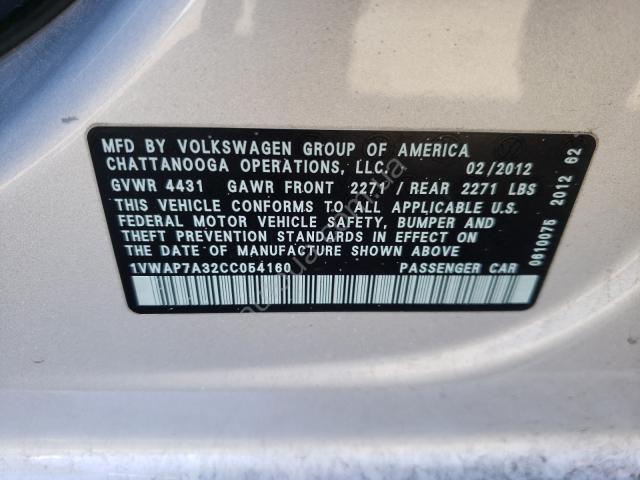 MFD BY VOLKSWAGEN GROUP OF AMERICA
CHATTANOOGA OPERATIONS, LLC 02/2012
GVWR 4431 GAWR FRONT 2271 / REAR 2271 LBS
THIS VEHICLE CONFORMS TO ALL APPLICABLE U.S.
FEDERAL MOTOR VEHICLE SAFETY, BUMPER AND
THEFT PREVENTION STANDARDS IN EFFECT ON
THE DATE OF MANUFACTURE SHOWN ABOVE
1VWAP7A32CC054160 PASSENGER CAR
0610075 2012 62